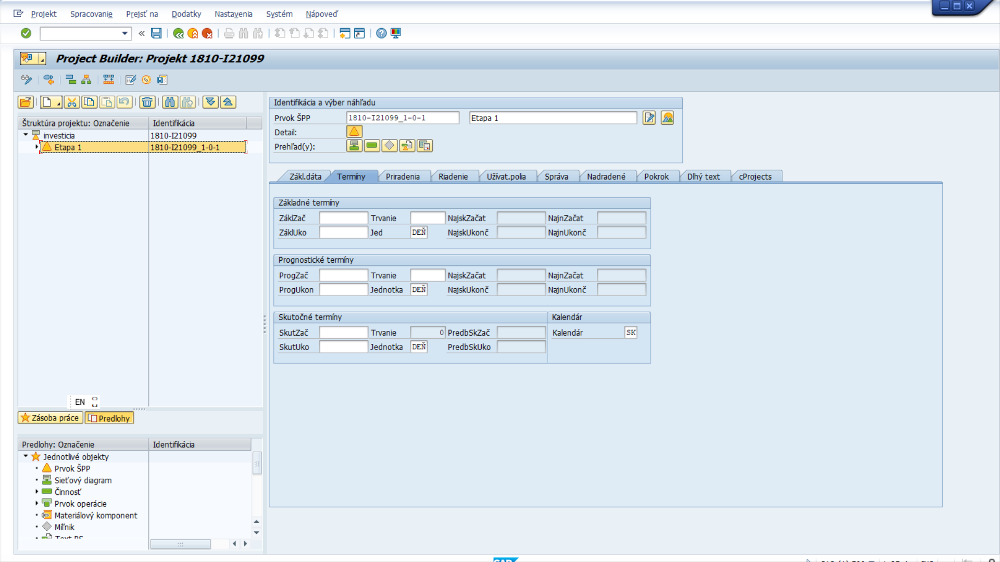 Projekt Spracovanie Prejsť na Dodatky Nastavenia Systém Nápoveď
Project Builder: Projekt 1810-I21099
Štruktúra projektu: Označenie Identifikácia
investicia 1810-I21099
Etapa 1 1810-I21099_1-0-1
EN
Zásoba práce Predlohy
Predlohy: Označenie Identifikácia
Jednotlivé objekty
Prvok ŠPP
Sieťový diagram
Činnosť
Prvok operácie
Materiálový komponent
Míľnik
Text PS
Identifikácia a výber náhľadu
Prvok ŠPP 1810-I21099_1-0-1 Etapa 1
Detail:
Prehľad(y):
Zákl.dáta Termíny Priradenia Riadenie Užívat.polia Správa Nadradené Pokrok Dlhý text cProjects
Základné termíny
ZáklZač Trvanie NajskZačat NajnZačat
ZáklUko Jed DEŇ NajskUkonč NajnUkonč
Prognostické termíny
ProgZač Trvanie NajskZačat NajnZačat
ProgUkon Jednotka DEŇ NajskUkonč NajnUkonč
Skutočné termíny Kalendár
SkutZač Trvanie 0 PredbSkZač Kalendár SK
SkutUko Jednotka DEŇ PredbSkUko
SAP